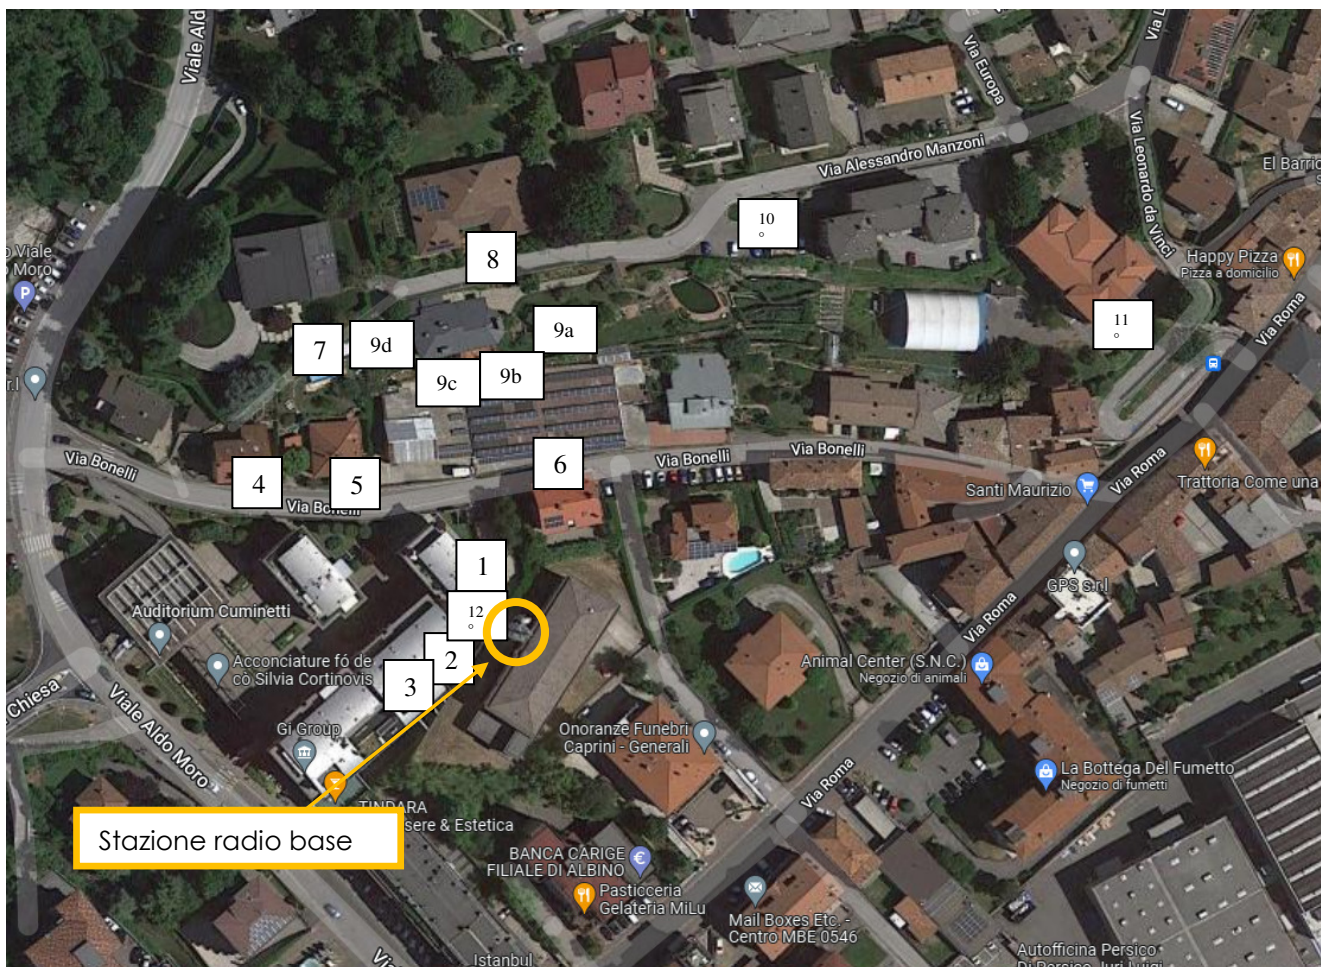 Viale Ald
Via Europa
Via L
Via Alessandro Manzoni
Via Leonardo da Vinci
El Barrio
10
°
8
o Viale
o Moro
P
Happy Pizza
Pizza a domicilio
11
°
Via Roma
9a
7
9d
9c
9b
r.l
Via Bonelli
4
5
6
Via Bonelli
Via Bonelli
Via Bonelli
Santi Maurizio
Via Roma
Trattoria Come una
1
12
°
2
3
GPS s.r.l
Via Roma
Auditorium Cuminetti
Acconciature fó de
cò Silvia Cortinovis
Animal Center (S.N.C.)
Negozio di animali
Chiesa
Viale Aldo Moro
Gi Group
Onoranze Funebri
Caprini - Generali
La Bottega Del Fumetto
Negozio di fumetti
Via Roma
TINDARA
ssere & Estetica
Stazione radio base
BANCA CARIGE
FILIALE DI ALBINO
€
Pasticceria
Gelateria MiLu
Mail Boxes Etc. -
Centro MBE 0546
Autofficina Persico
Istanbul